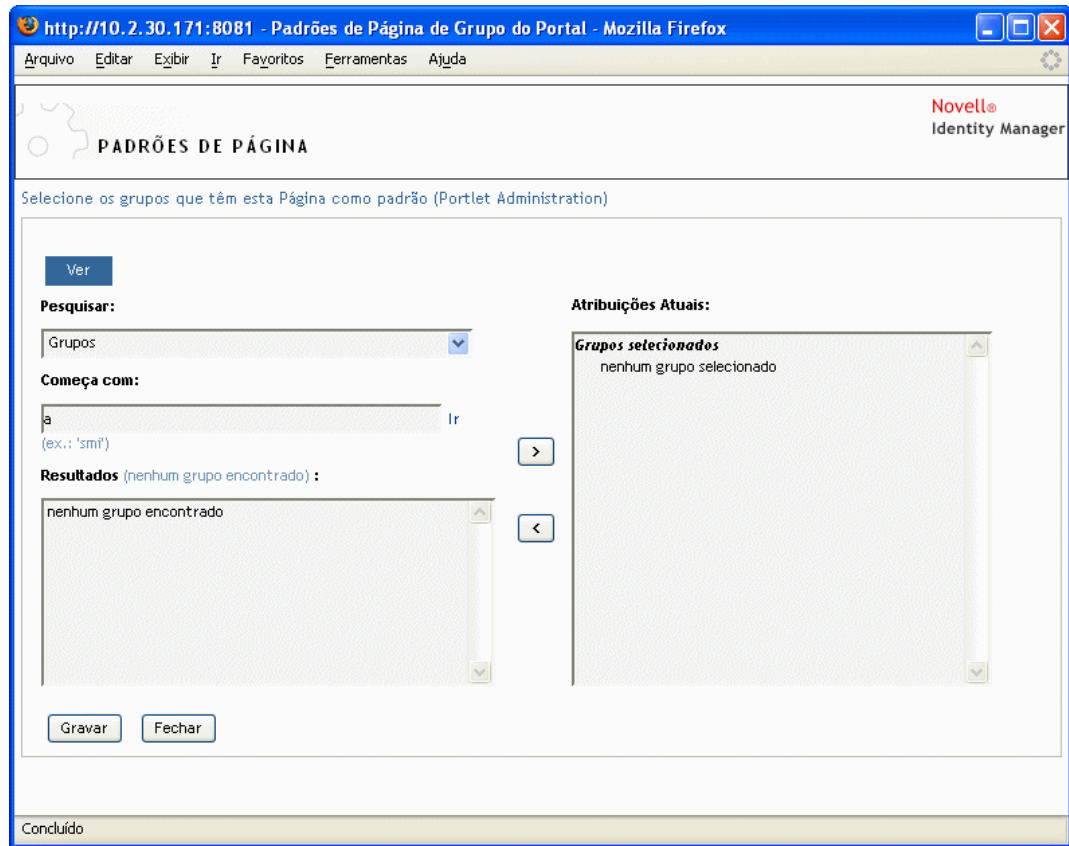 http://10.2.30.171:8081 - Padrões de Página de Grupo do Portal - Mozilla Firefox
Arquivo Editar Exibir Ir Favoritos Ferramentas Ajuda
Novell®
Identity Manager
PADRÕES DE PÁGINA
Selecione os grupos que têm esta Página como padrão (Portlet Administration)
Ver
Pesquisar:
Grupos
Começa com:
a Ir
(ex.: 'smi')
Resultados (nenhum grupo encontrado) :
nenhum grupo encontrado
>
<
Atribuições Atuais:
Grupos selecionados
nenhum grupo selecionado
Gravar Fechar
Concluído